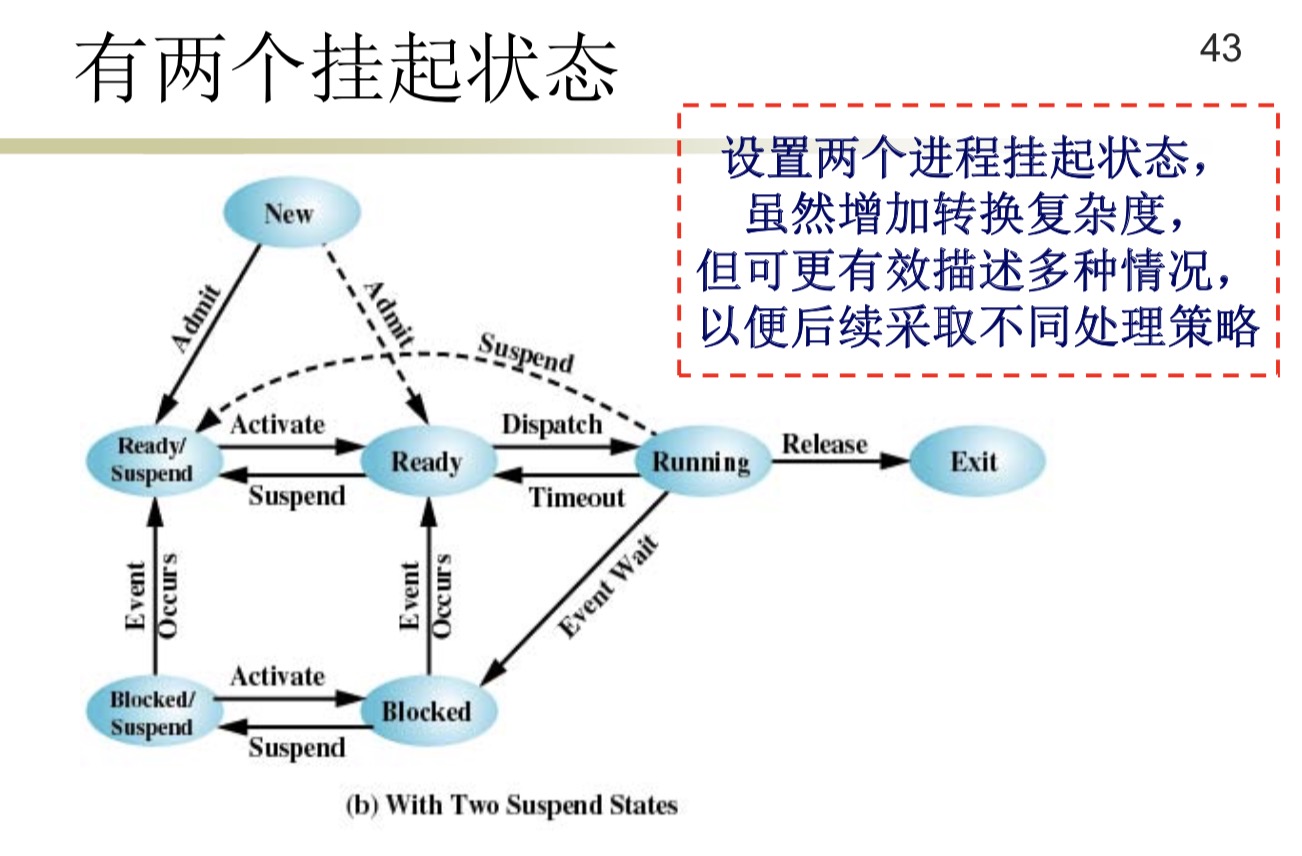 有两个挂起状态
43
设置两个进程挂起状态，
虽然增加转换复杂度，
但可更有效描述多种情况，
以便后续采取不同处理策略
New
Admit
Admit
Suspend
Ready/
Suspend
Activate
Suspend
Ready
Dispatch
Timeout
Running
Release
Exit
Event
Occurs
Event
Occurs
Event Wait
Blocked/
Suspend
Activate
Suspend
Blocked
(b) With Two Suspend States